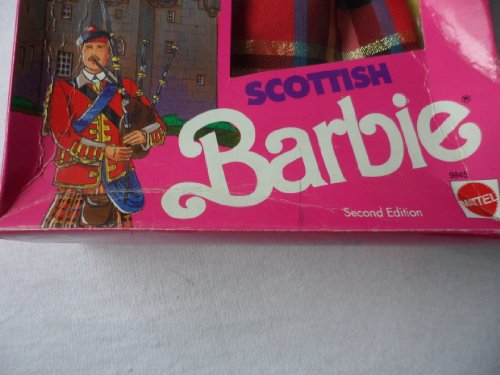 SCOTTISH
Barbie®
9845
Second Edition
MATTEL